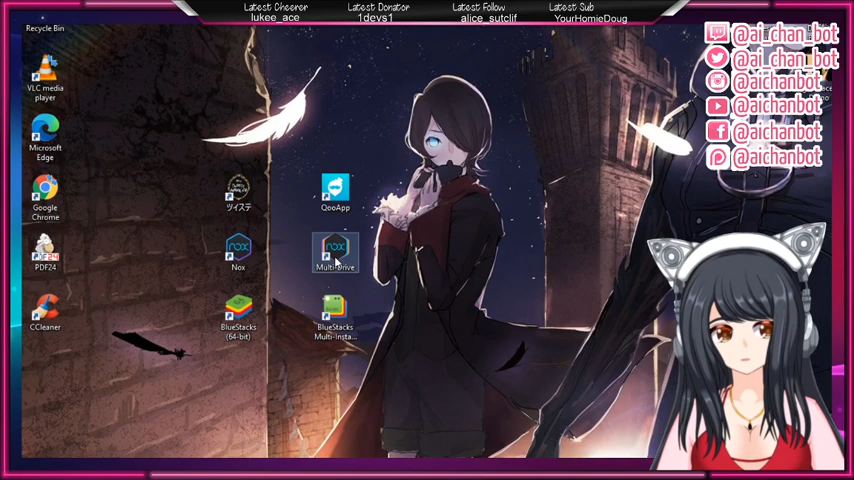 Latest Cheerer
lukee_ace
Latest Donator
1devs1
Latest Follow
alice_sutclif
Latest Sub
YourHomieDoug
@ai_chan_bot
@ai_chan_bot
@aichanbot
@aichanbot
@aichanbot
@aichanbot
Recycle Bin
VLC media
player
Microsoft
Edge
Google
Chrome
PDF24
CCleaner
ツイステ
nox
Nox
BlueStacks
(64-bit)
QooApp
nox
Multi-Drive
BlueStacks
Multi-Insta...